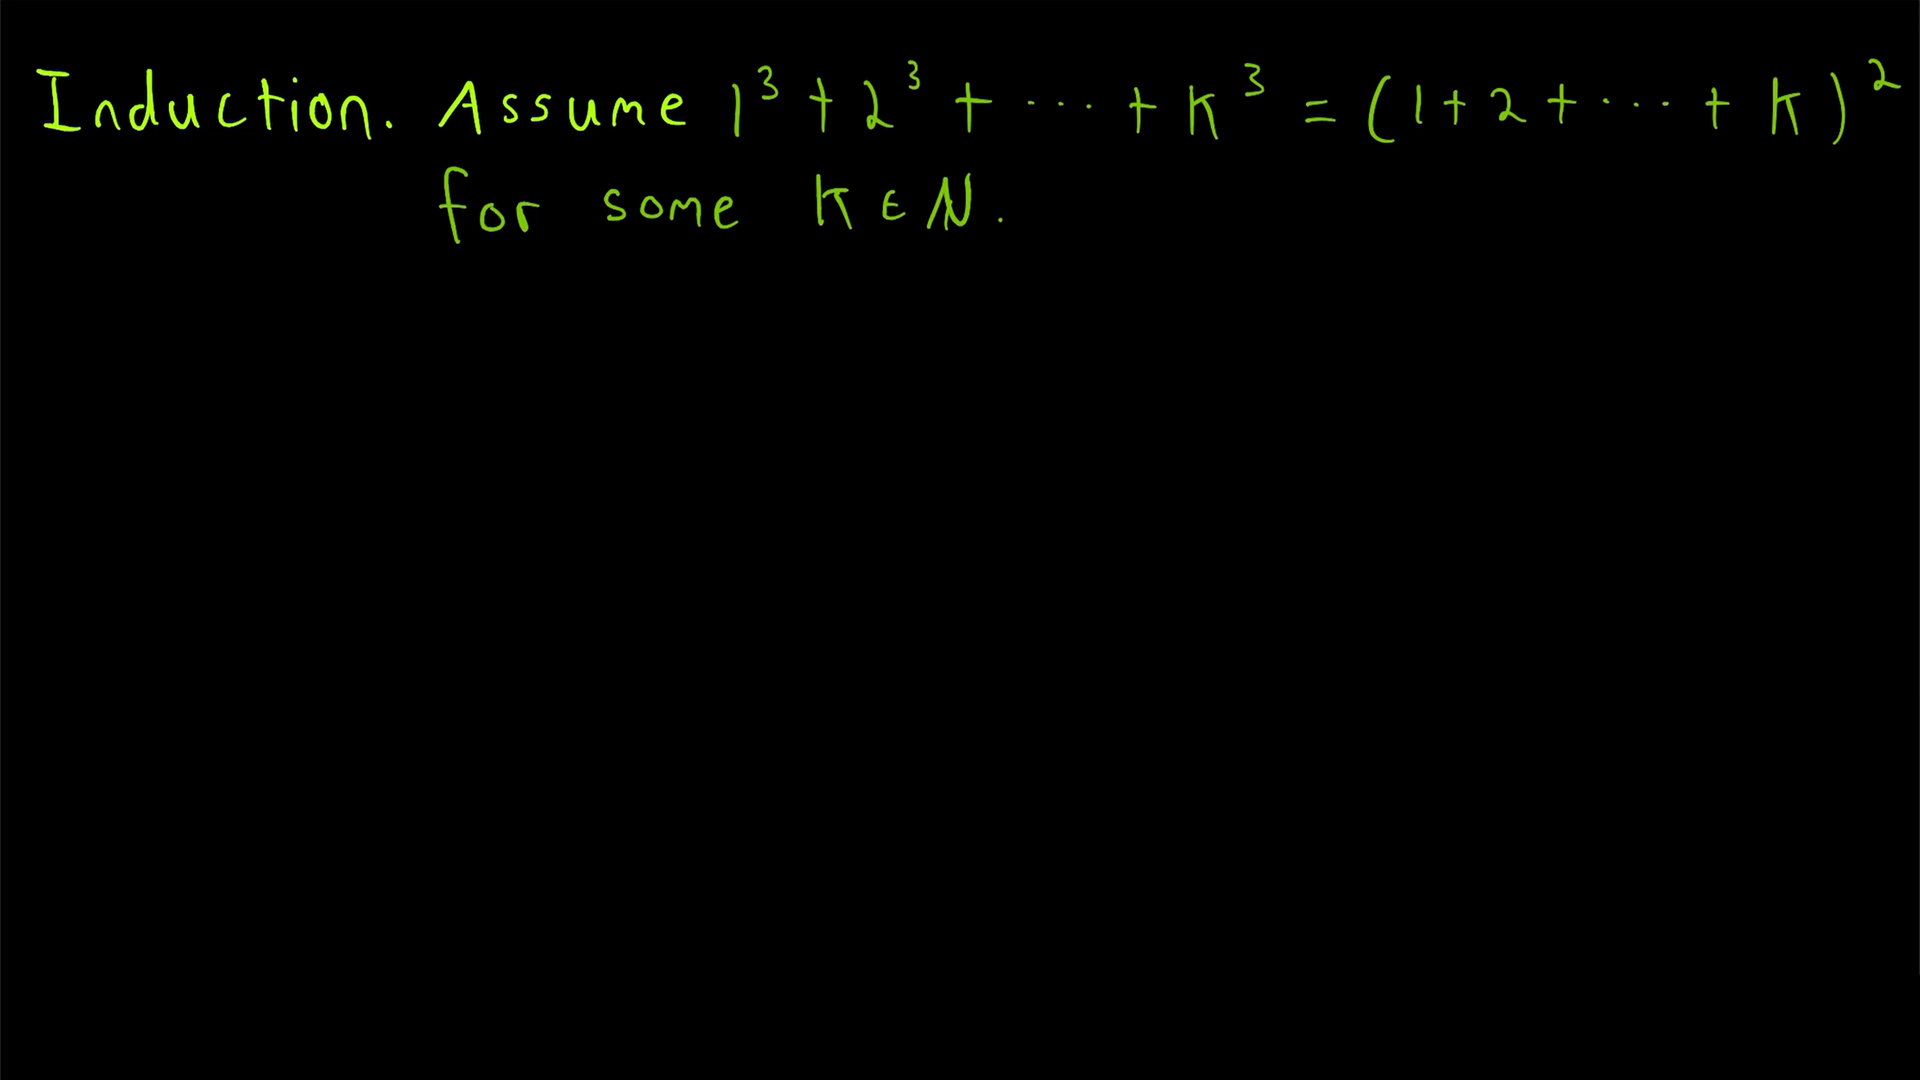 Induction. Assume 1³ + 2³ + ··· + K³ = (1 + 2 + ··· + K)²
for some K ∈ ℕ.